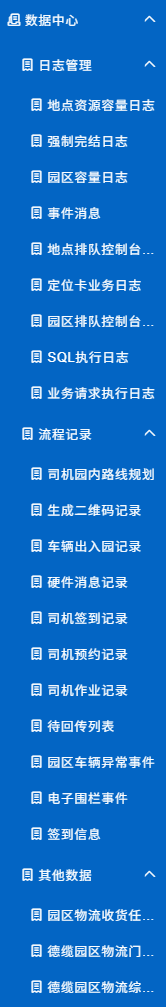 数据中心
日志管理
地点资源容量日志
强制完结日志
园区容量日志
事件消息
地点排队控制台...
定位卡业务日志
园区排队控制台...
SQL执行日志
业务请求执行日志
流程记录
司机园内路线规划
生成二维码记录
车辆出入园记录
硬件消息记录
司机签到记录
司机预约记录
司机作业记录
待回传列表
园区车辆异常事件
电子围栏事件
签到信息
其他数据
园区物流收货任...
德缆园区物流门...
德缆园区物流综...